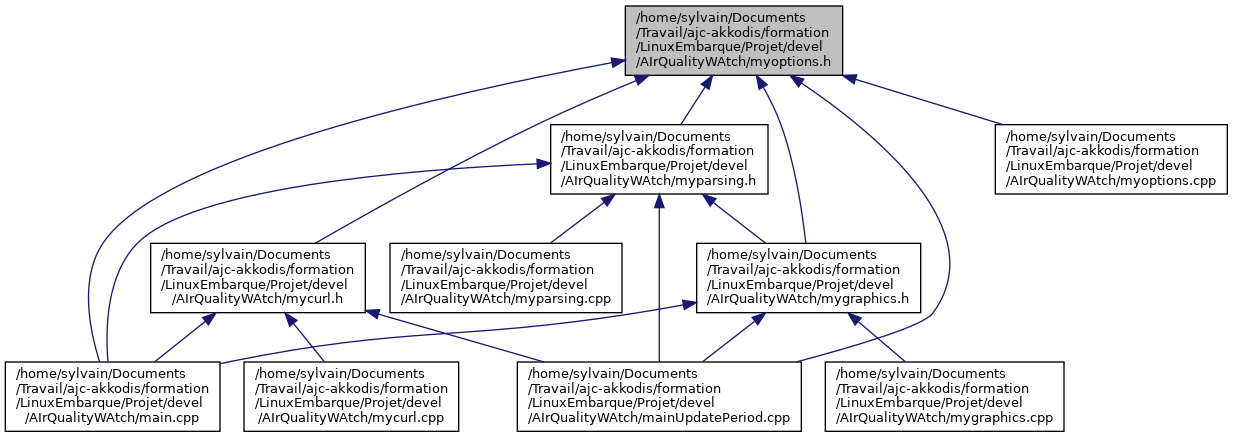 /home/sylvain/Documents
/Travail/ajc-akkodis/formation
/LinuxEmbarque/Projet/devel
/AIrQualityWAtch/myoptions.h
/home/sylvain/Documents
/Travail/ajc-akkodis/formation
/LinuxEmbarque/Projet/devel
/AIrQualityWAtch/myparsing.h
/home/sylvain/Documents
/Travail/ajc-akkodis/formation
/LinuxEmbarque/Projet/devel
/AIrQualityWAtch/myoptions.cpp
/home/sylvain/Documents
/Travail/ajc-akkodis/formation
/LinuxEmbarque/Projet/devel
/AIrQualityWAtch/mycurl.h
/home/sylvain/Documents
/Travail/ajc-akkodis/formation
/LinuxEmbarque/Projet/devel
/AIrQualityWAtch/myparsing.cpp
/home/sylvain/Documents
/Travail/ajc-akkodis/formation
/LinuxEmbarque/Projet/devel
/AIrQualityWAtch/mygraphics.h
/home/sylvain/Documents
/Travail/ajc-akkodis/formation
/LinuxEmbarque/Projet/devel
/AIrQualityWAtch/main.cpp
/home/sylvain/Documents
/Travail/ajc-akkodis/formation
/LinuxEmbarque/Projet/devel
/AIrQualityWAtch/mycurl.cpp
/home/sylvain/Documents
/Travail/ajc-akkodis/formation
/LinuxEmbarque/Projet/devel
/AIrQualityWAtch/mainUpdatePeriod.cpp
/home/sylvain/Documents
/Travail/ajc-akkodis/formation
/LinuxEmbarque/Projet/devel
/AIrQualityWAtch/mygraphics.cpp